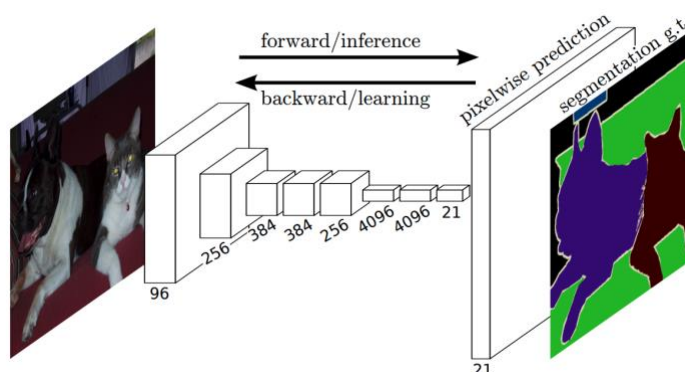 forward/inference
backward/learning
pixelwise prediction
segmentation g.t.
96
256
384
384
256
4096
4096
21
21